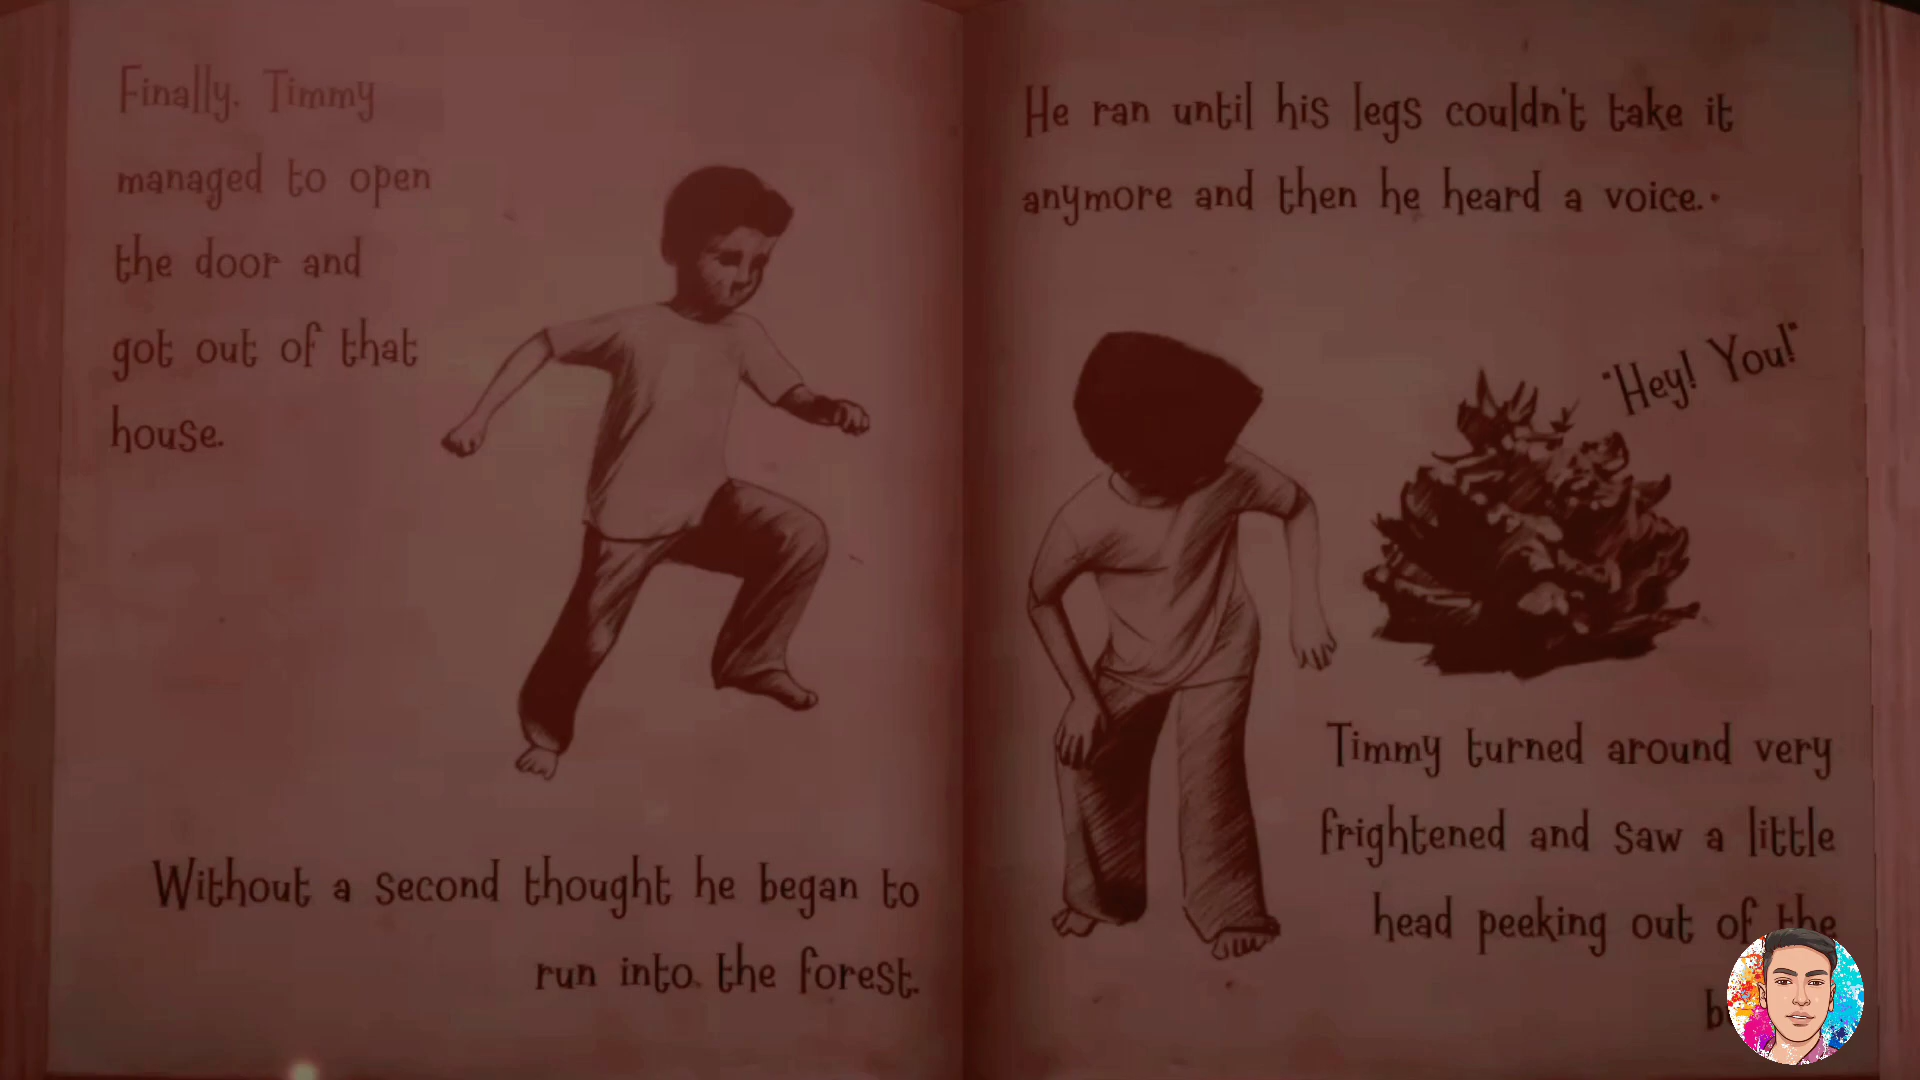 Finally, Timmy
managed to open
the door and
got out of that
house.
Without a second thought he began to
run into the forest.
He ran until his legs couldn't take it
anymore and then he heard a voice.
"Hey! You!"
Timmy turned around very
frightened and saw a little
head peeking out of the